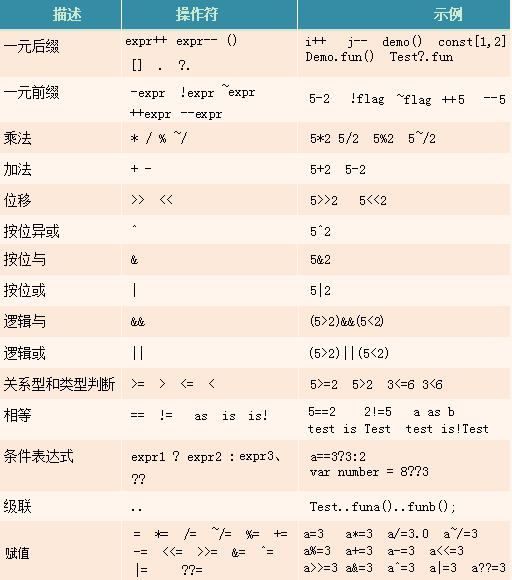 描述 操作符 示例
一元后缀 expr++ expr-- () i++ j-- demo() const[1,2]
[] . ?. Demo.fun() Test?.fun
一元前缀 -expr !expr ~expr 5-2 !flag ~flag ++5 --5
++expr --expr
乘法 * / % ~/ 5*2 5/2 5%2 5~/2
加法 + - 5+2 5-2
位移 >> << 5>>2 5<<2
按位异或 ^ 5^2
按位与 & 5&2
按位或 | 5|2
逻辑与 && (5>2)&&(5<2)
逻辑或 || (5>2)||(5<2)
关系型和类型判断 >= > <= < 5>=2 5>2 3<=6 3<6
相等 == != as is is! 5==2 2!=5 a as b
test is Test test is!Test
条件表达式 expr1 ? expr2 : expr3、 a==3?3:2
?? var number = 8??3
级联 .. Test..funa()..funb();
赋值 = *= /= ~/= %= += a=3 a*=3 a/=3.0 a~/=3
-= <<= >>= &= ^= a%=3 a+=3 a-=3 a<<=3
|= ??= a>>=3 a&=3 a^=3 a|=3 a??=3